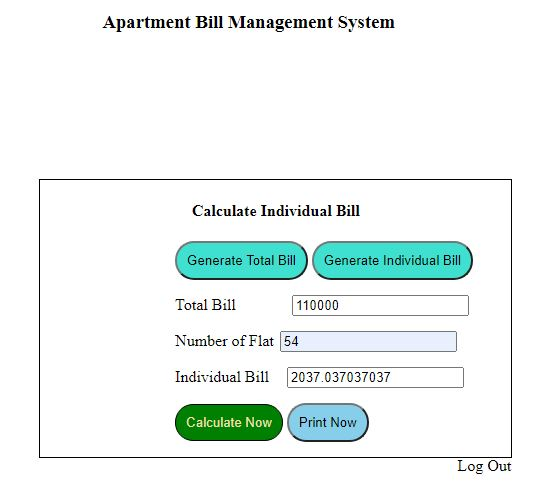 Apartment Bill Management System
Calculate Individual Bill
Generate Total Bill Generate Individual Bill
Total Bill 110000
Number of Flat 54
Individual Bill 2037.037037037
Calculate Now Print Now
Log Out